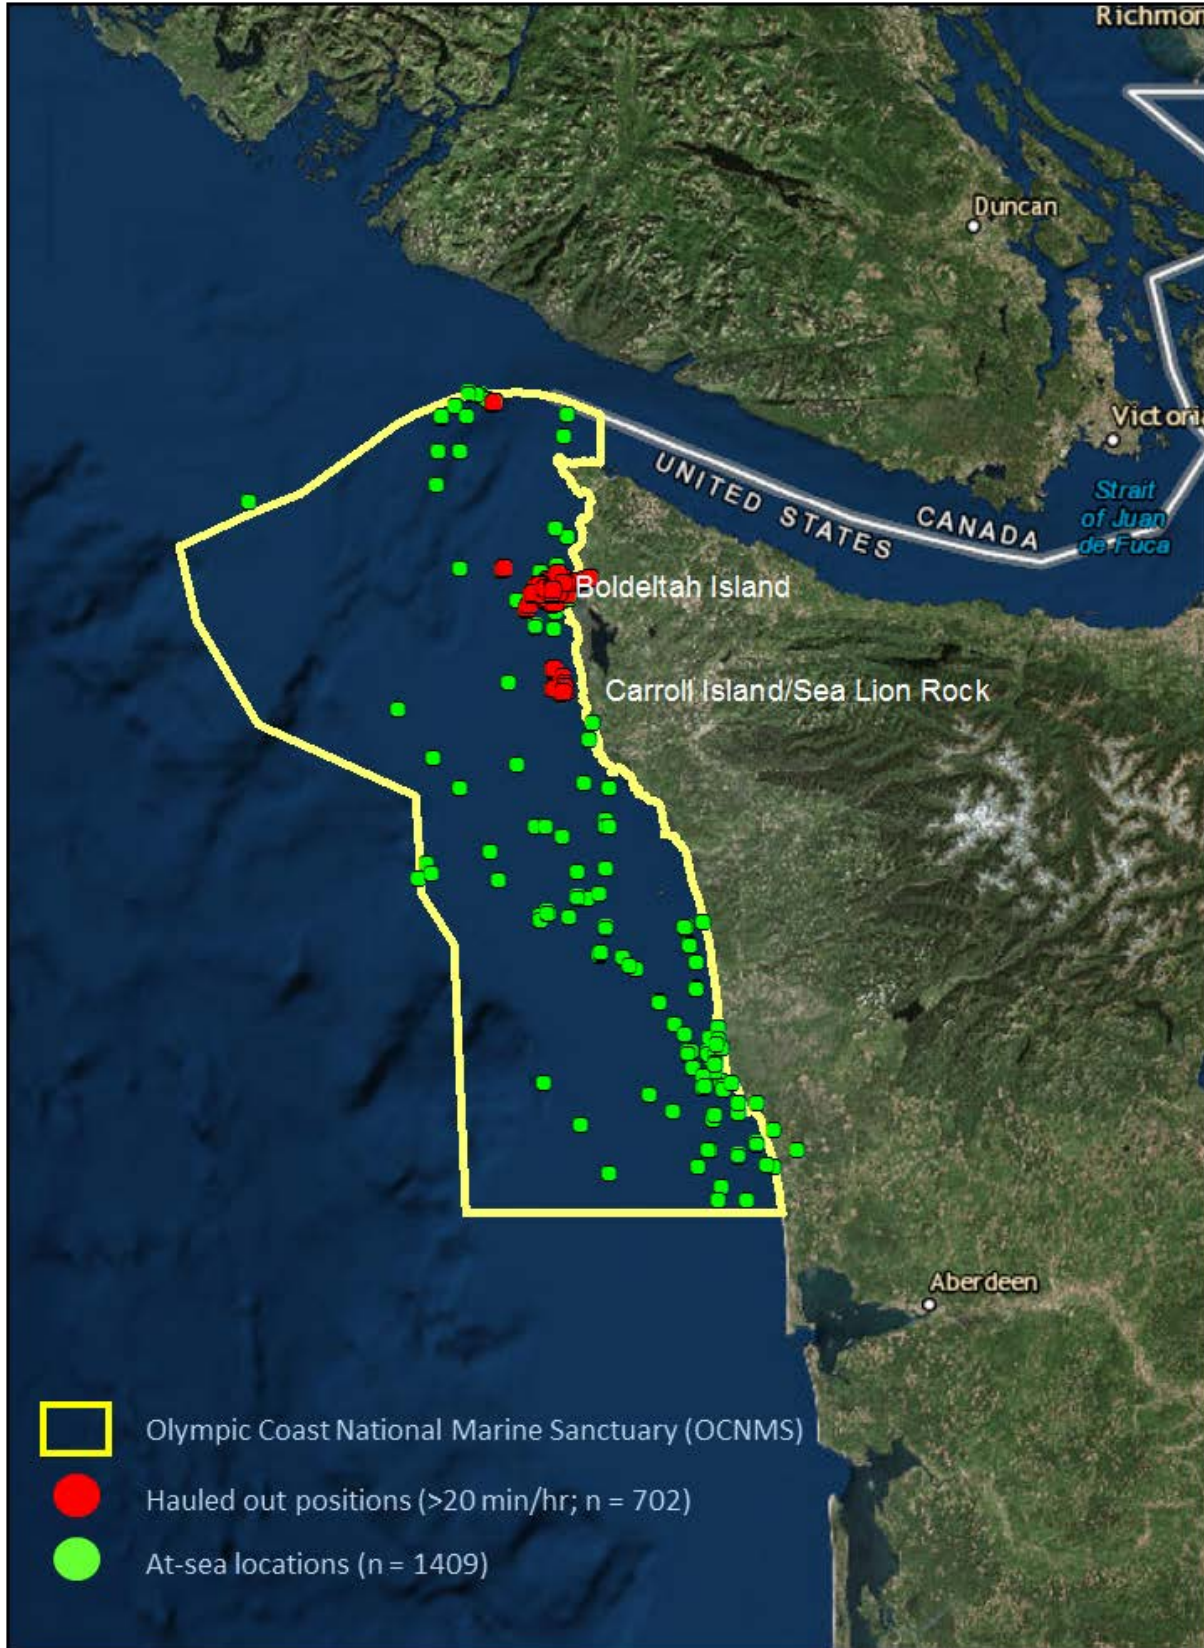 Richmon
Duncan
Victoria
UNITED STATES
CANADA
Strait
of Juan
de Fuca
Boldeltah Island
Carroll Island/Sea Lion Rock
Aberdeen
Olympic Coast National Marine Sanctuary (OCNMS)
Hauled out positions (>20 min/hr; n = 702)
At-sea locations (n = 1409)